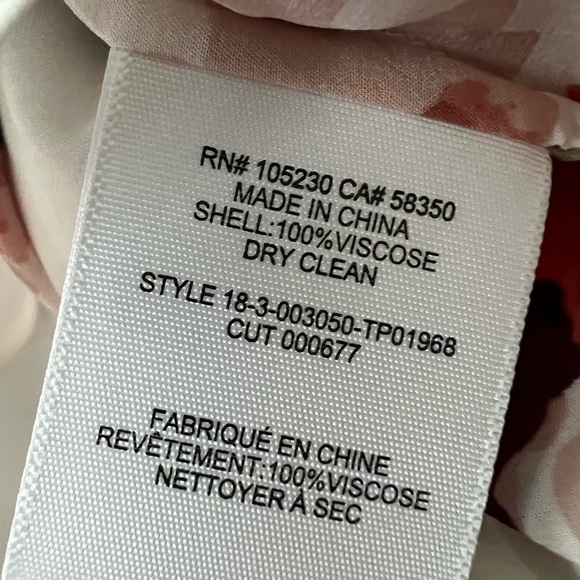 RN# 105230 CA# 58350
MADE IN CHINA
SHELL:100%VISCOSE
DRY CLEAN
STYLE 18-3-003050-TP01968
CUT 000677
FABRIQUÉ EN CHINE
REVÊTEMENT:100%VISCOSE
NETTOYER À SEC